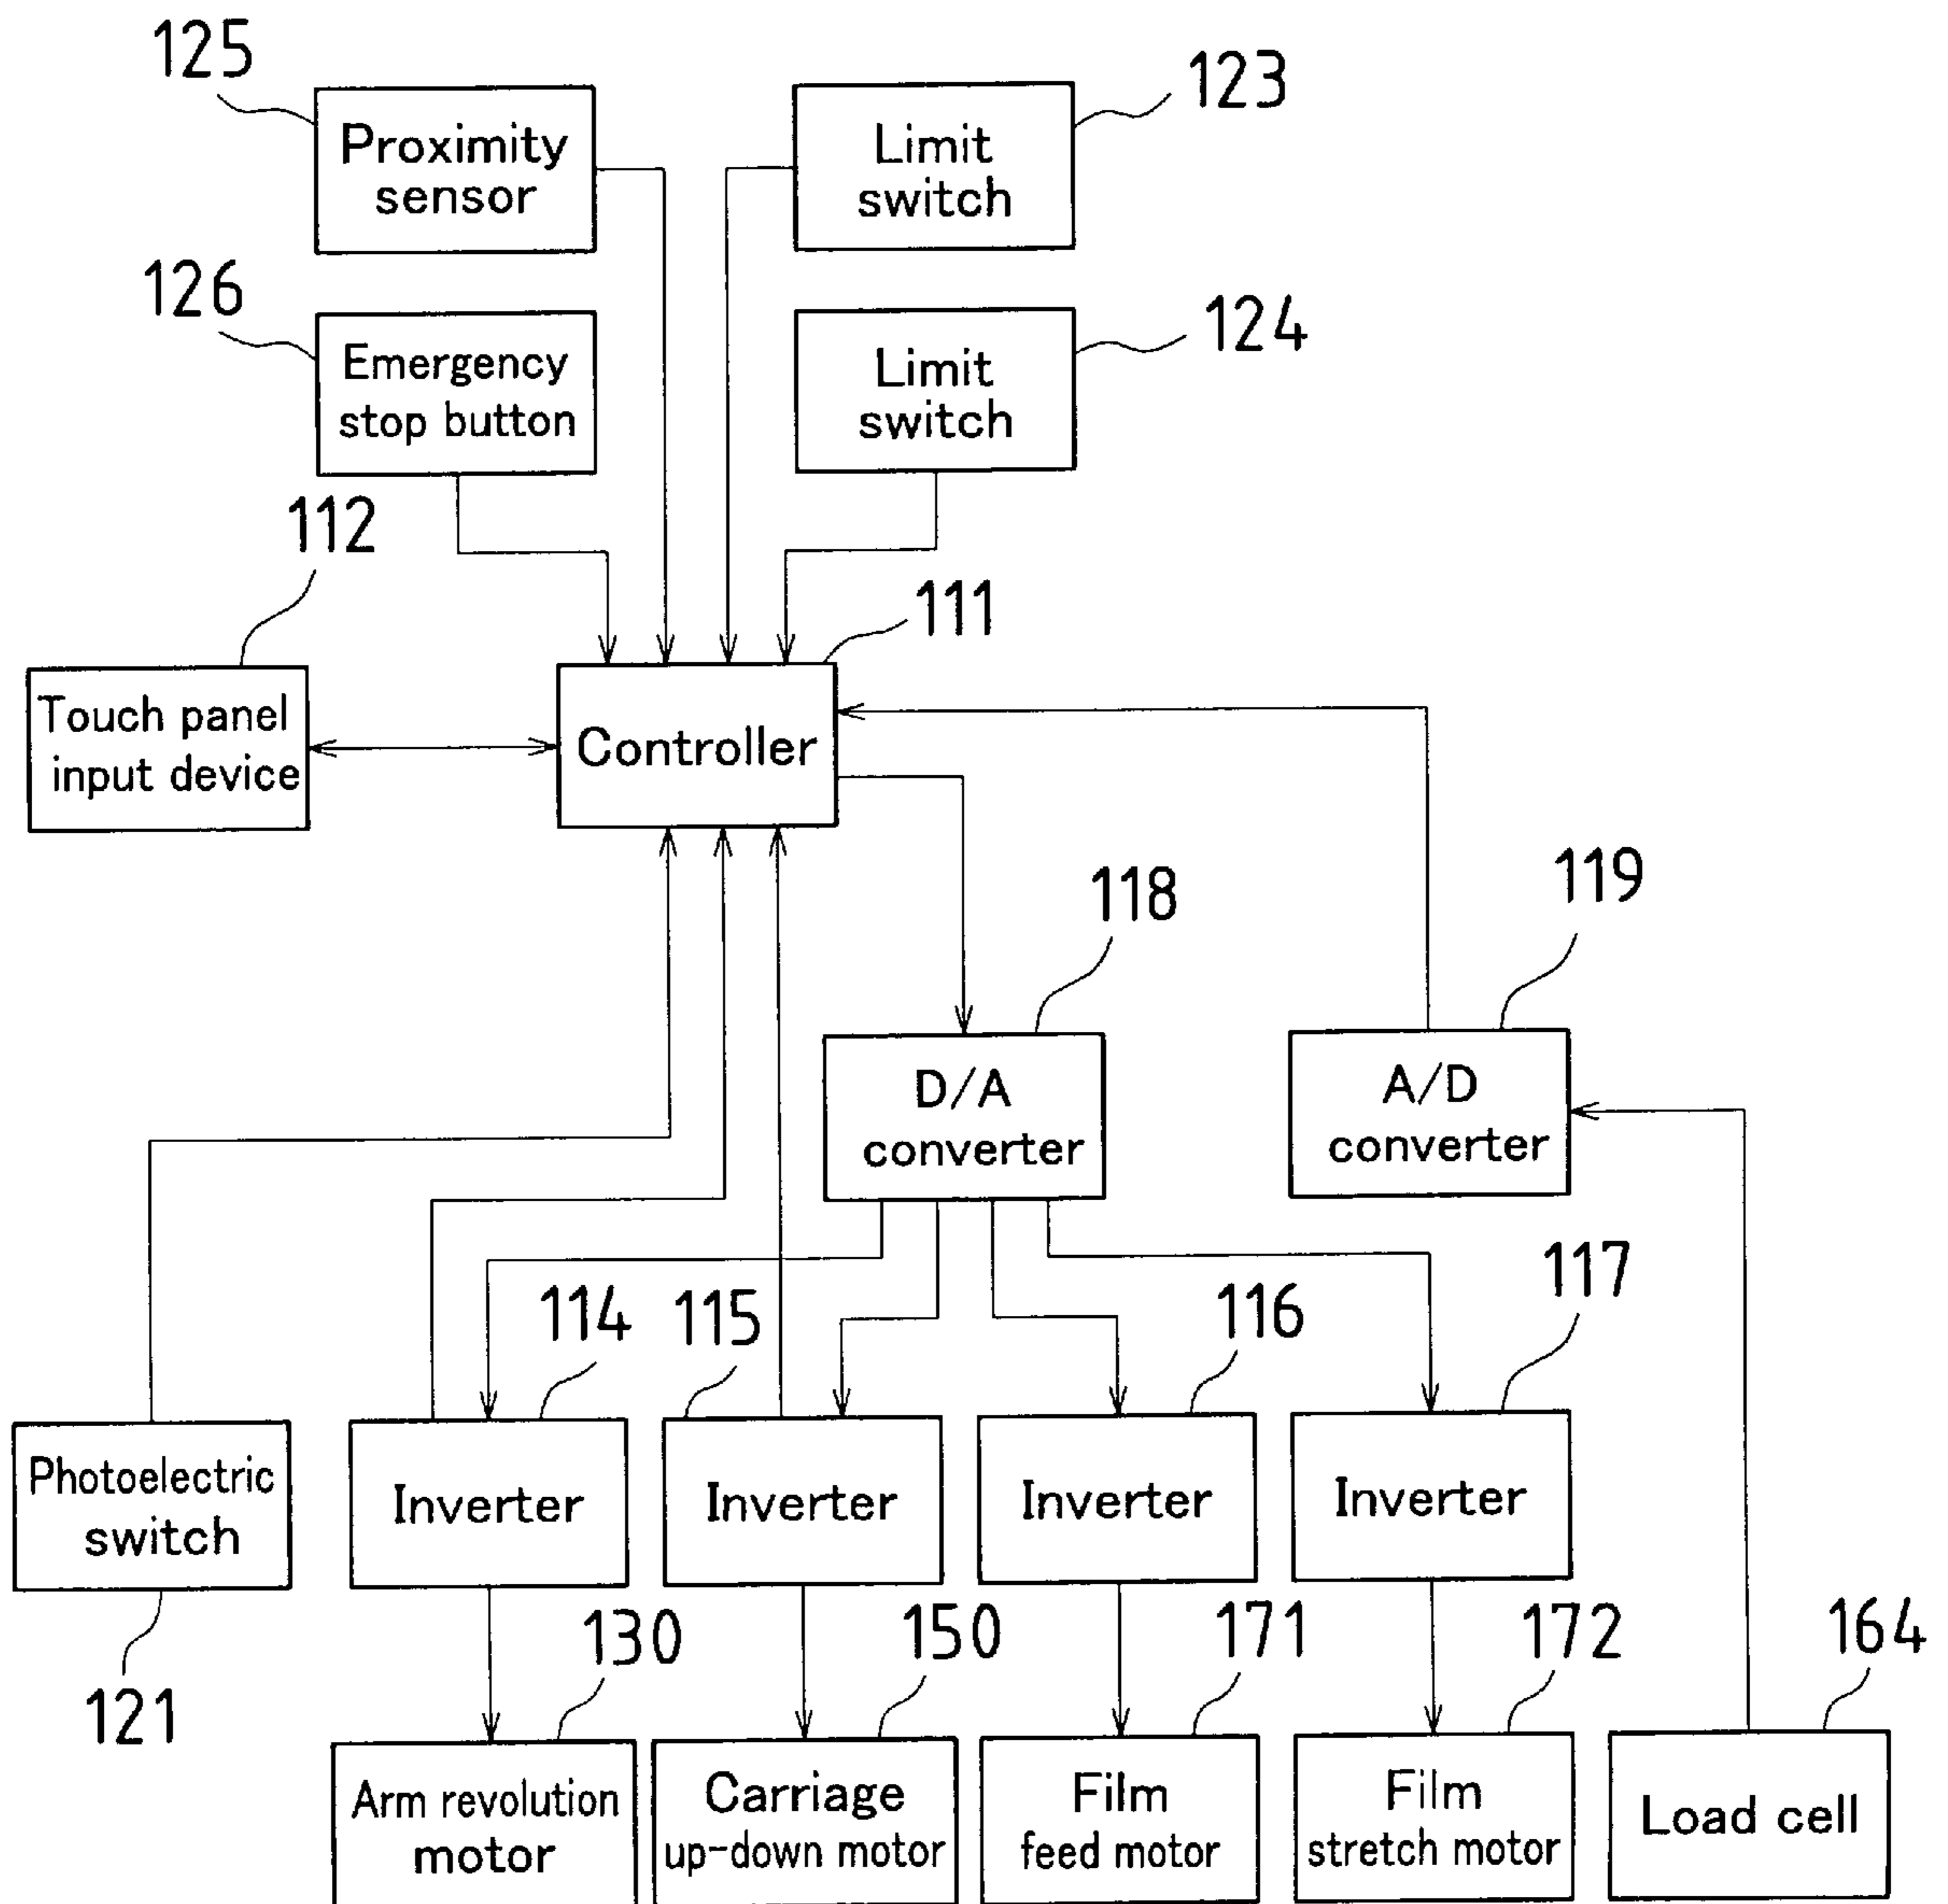 125
123
Proximity
sensor
Limit
switch
126
124
Emergency
stop button
Limit
switch
112
111
Touch panel
input device
Controller
118
119
D/A
converter
A/D
converter
114
115
116
117
Photoelectric
switch
Inverter
Inverter
Inverter
Inverter
121
130
150
171
172
164
Arm revolution
motor
Carriage
up-down motor
Film
feed motor
Film
stretch motor
Load cell